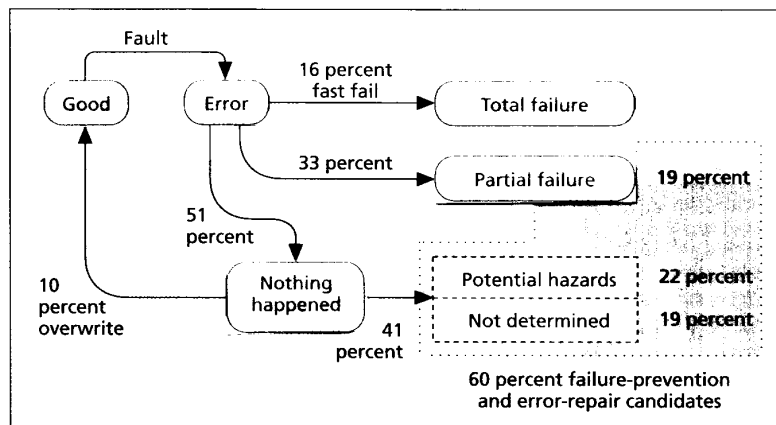 Fault
16 percent
fast fail
Good
Error
Total failure
33 percent
Partial failure
19 percent
51
percent
10
percent
overwrite
Nothing
happened
41
percent
Potential hazards
22 percent
Not determined
19 percent
60 percent failure-prevention
and error-repair candidates